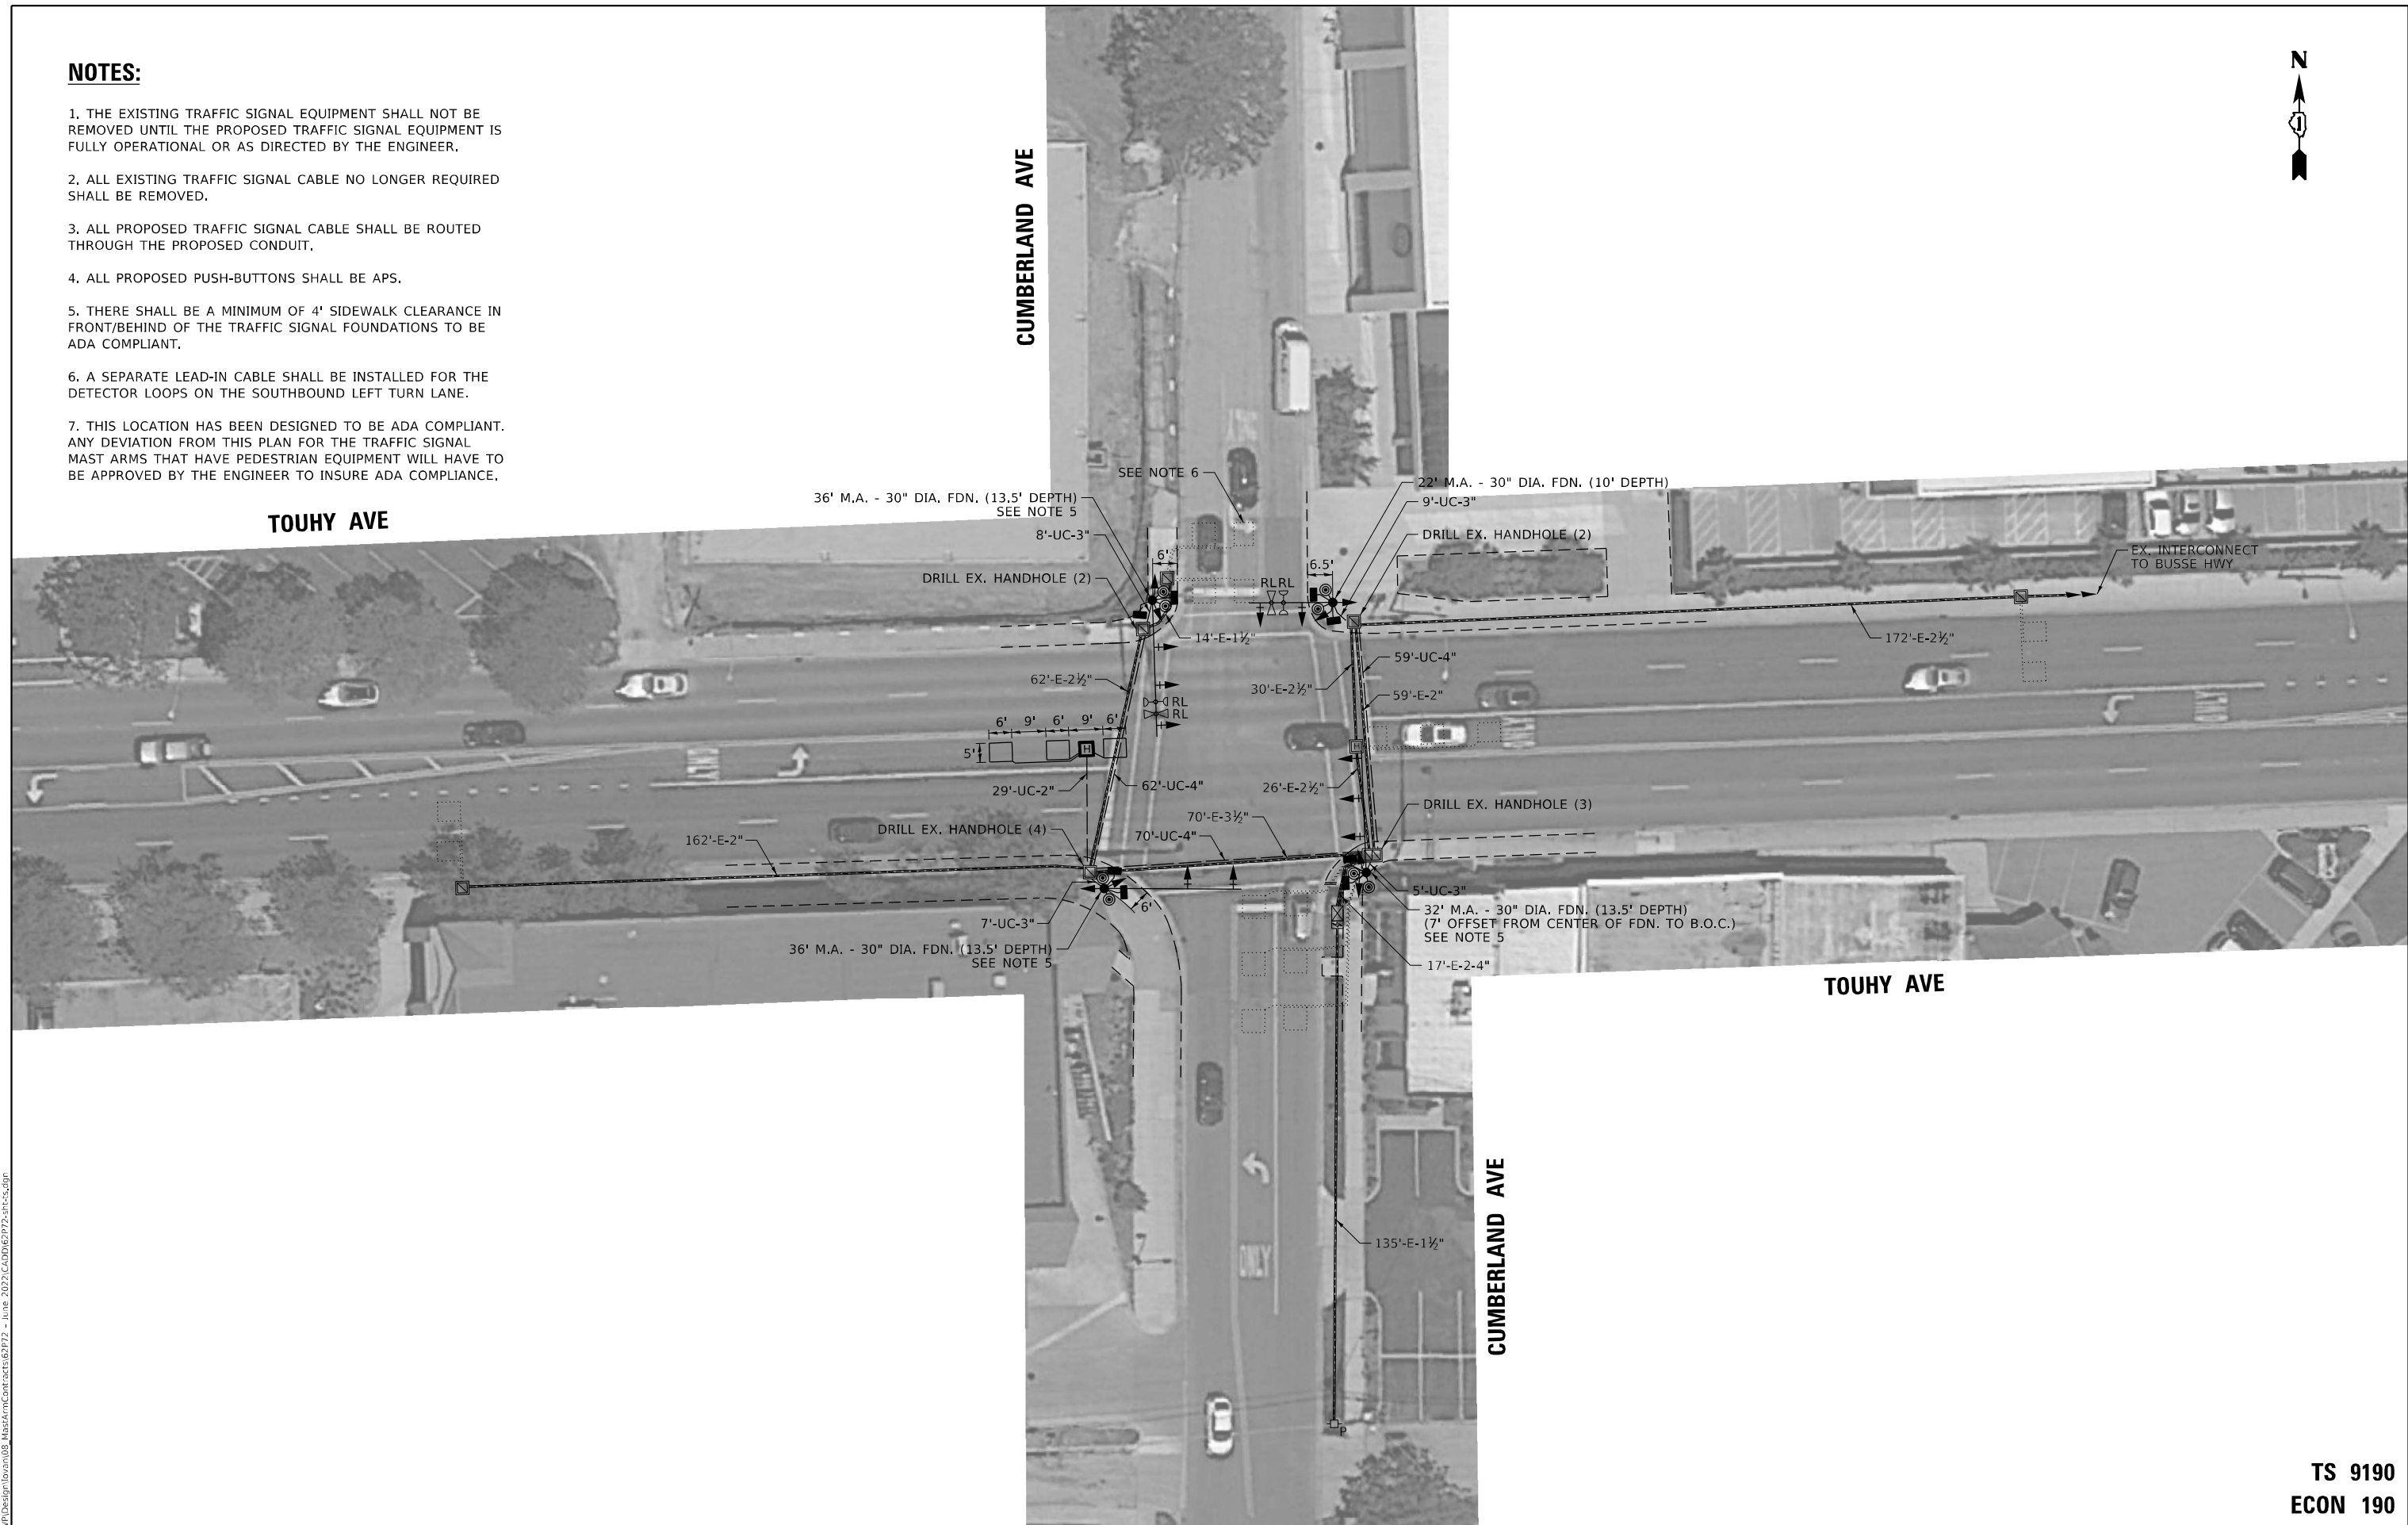 NOTES:
1. THE EXISTING TRAFFIC SIGNAL EQUIPMENT SHALL NOT BE
REMOVED UNTIL THE PROPOSED TRAFFIC SIGNAL EQUIPMENT IS
FULLY OPERATIONAL OR AS DIRECTED BY THE ENGINEER.
2. ALL EXISTING TRAFFIC SIGNAL CABLE NO LONGER REQUIRED
SHALL BE REMOVED.
3. ALL PROPOSED TRAFFIC SIGNAL CABLE SHALL BE ROUTED
THROUGH THE PROPOSED CONDUIT.
4. ALL PROPOSED PUSH-BUTTONS SHALL BE APS.
5. THERE SHALL BE A MINIMUM OF 4' SIDEWALK CLEARANCE IN
FRONT/BEHIND OF THE TRAFFIC SIGNAL FOUNDATIONS TO BE
ADA COMPLIANT.
6. A SEPARATE LEAD-IN CABLE SHALL BE INSTALLED FOR THE
DETECTOR LOOPS ON THE SOUTHBOUND LEFT TURN LANE.
7. THIS LOCATION HAS BEEN DESIGNED TO BE ADA COMPLIANT.
ANY DEVIATION FROM THIS PLAN FOR THE TRAFFIC SIGNAL
MAST ARMS THAT HAVE PEDESTRIAN EQUIPMENT WILL HAVE TO
BE APPROVED BY THE ENGINEER TO INSURE ADA COMPLIANCE.
N
CUMBERLAND AVE
TOUHY AVE
SEE NOTE 6
36' M.A. - 30" DIA. FDN. (13.5' DEPTH)
SEE NOTE 5
8'-UC-3"
DRILL EX. HANDHOLE (2)
6'
22' M.A. - 30" DIA. FDN. (10' DEPTH)
9'-UC-3"
DRILL EX. HANDHOLE (2)
6.5'
RL RL
EX. INTERCONNECT
TO BUSSE HWY
14'-E-1½"
172'-E-2½"
62'-E-2½"
59'-UC-4"
30'-E-2½"
59'-E-2"
RL
RL
6' 9' 6' 9' 6'
5'
H
H
ONLY
ONLY
ONLY
29'-UC-2"
62'-UC-4"
26'-E-2½"
DRILL EX. HANDHOLE (3)
70'-E-3½"
70'-UC-4"
DRILL EX. HANDHOLE (4)
162'-E-2"
6'
7'-UC-3"
36' M.A. - 30" DIA. FDN. (13.5' DEPTH)
SEE NOTE 5
5'-UC-3"
32' M.A. - 30" DIA. FDN. (13.5' DEPTH)
(7' OFFSET FROM CENTER OF FDN. TO B.O.C.)
SEE NOTE 5
17'-E-2-4"
TOUHY AVE
CUMBERLAND AVE
135'-E-1½"
ONLY
P
TS 9190
ECON 190